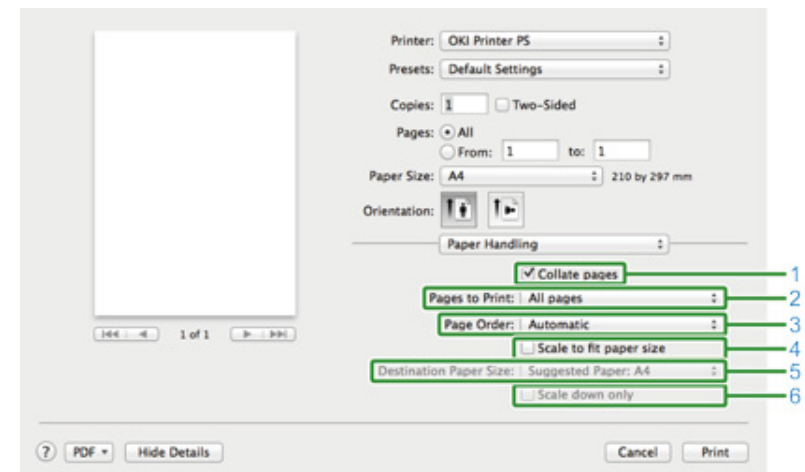 Printer: OKI Printer PS
Presets: Default Settings
Copies: 1 Two-Sided
Pages: All
From: 1 to: 1
Paper Size: A4 210 by 297 mm
Orientation:
Paper Handling
Collate pages 1
Pages to Print: All pages 2
Page Order: Automatic 3
1 of 1
Scale to fit paper size 4
Destination Paper Size: Suggested Paper: A4 5
Scale down only 6
? PDF Hide Details Cancel Print